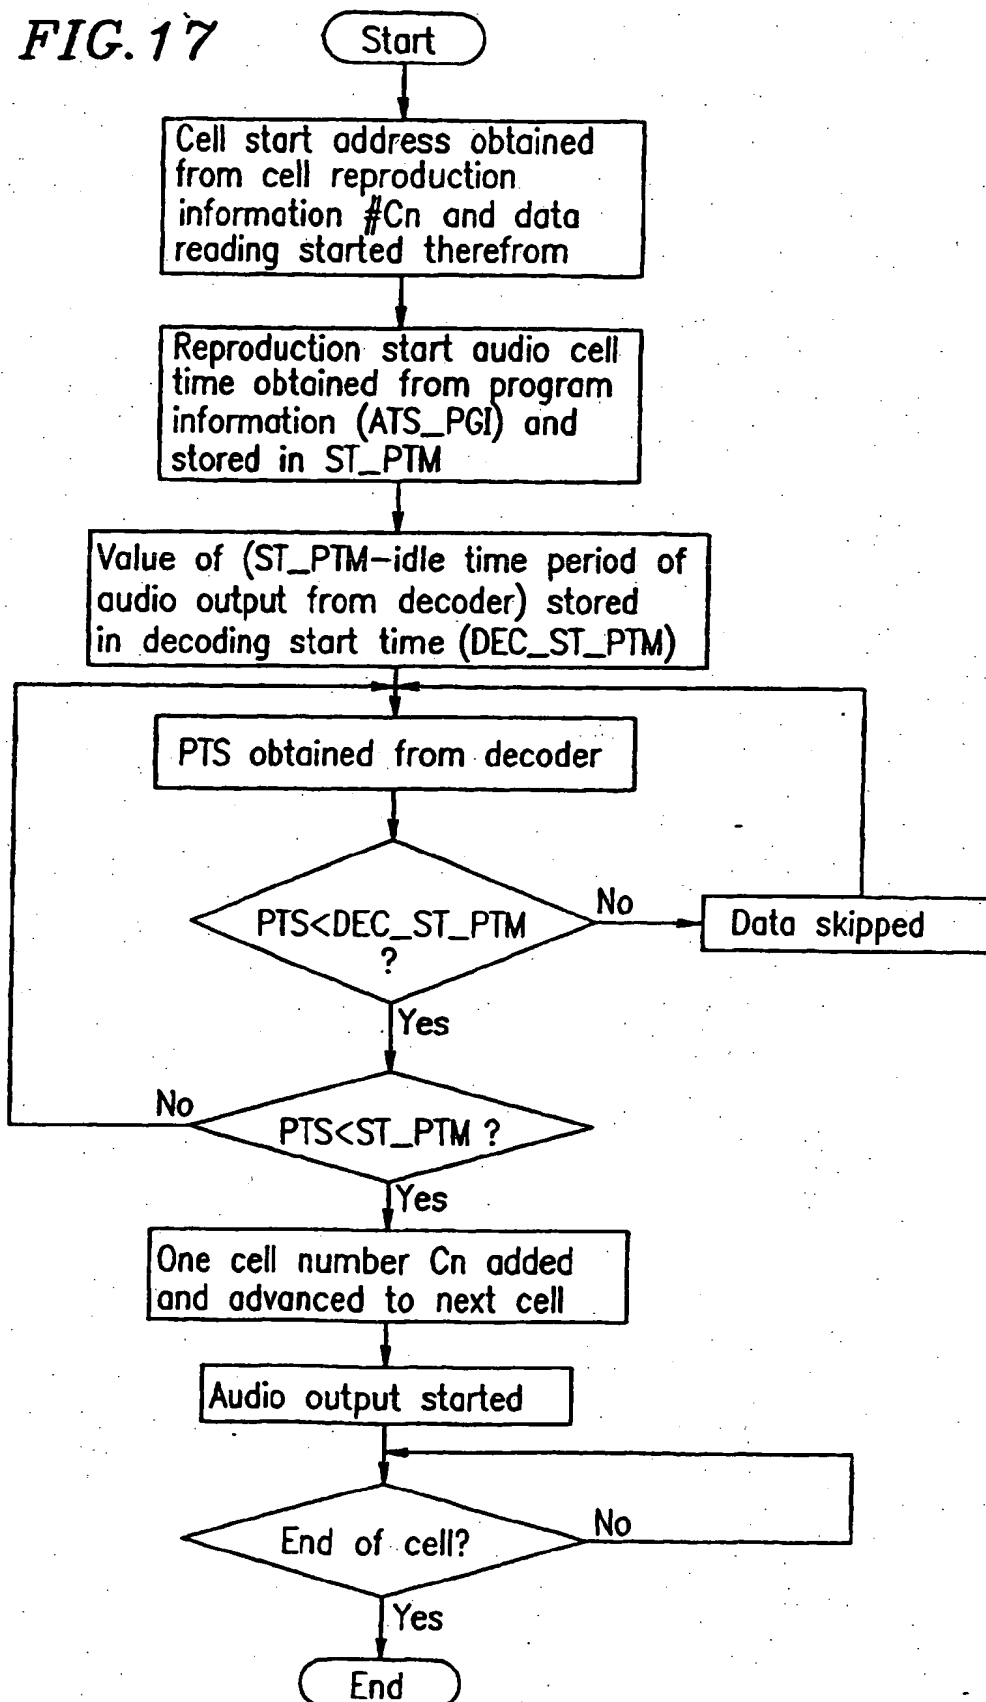 FIG. 17
Start
Cell start address obtained
from cell reproduction
information #Cn and data
reading started therefrom
Reproduction start audio cell
time obtained from program
information (ATS_PGI) and
stored in ST_PTM
Value of (ST_PTM-idle time period of
audio output from decoder) stored
in decoding start time (DEC_ST_PTM)
PTS obtained from decoder
PTS<DEC_ST_PTM
?
No
Data skipped
Yes
No
PTS<ST_PTM ?
Yes
One cell number Cn added
and advanced to next cell
Audio output started
End of cell?
No
Yes
End